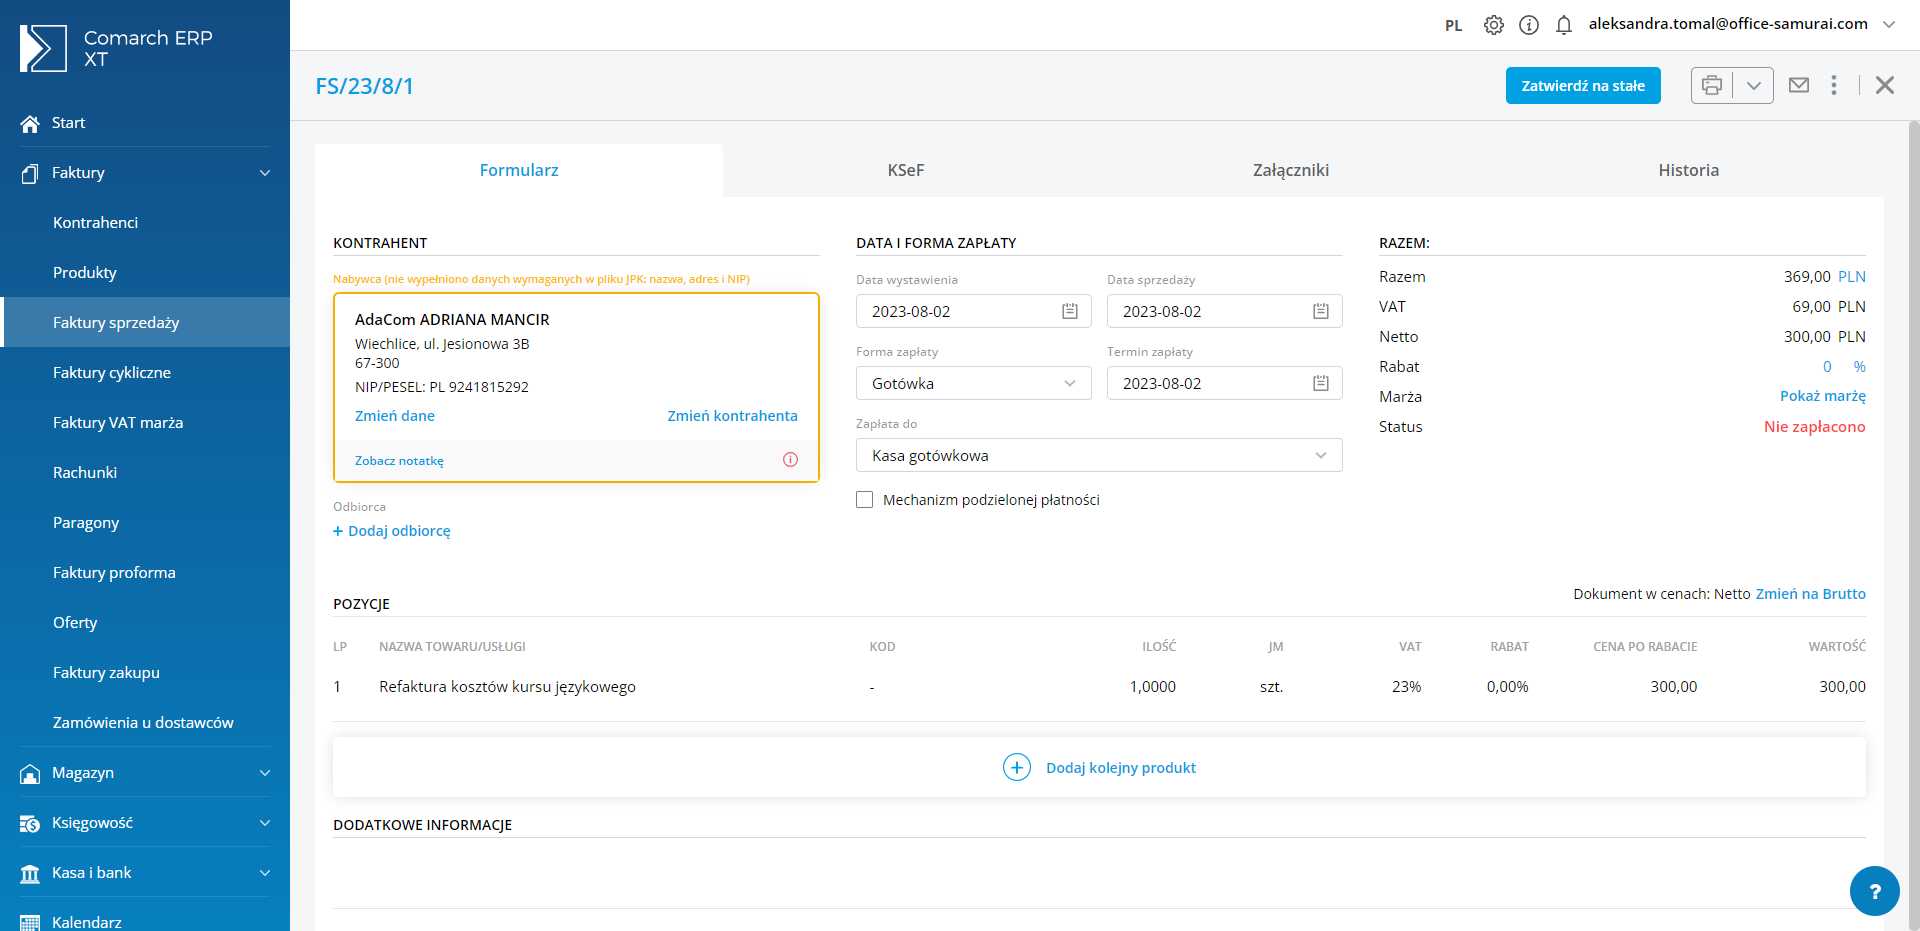 Comarch ERP
XT
PL
aleksandra.tomal@office-samurai.com
FS/23/8/1
Zatwierdź na stałe
Start
Faktury
Kontrahenci
Produkty
Faktury sprzedaży
Faktury cykliczne
Faktury VAT marża
Rachunki
Paragony
Faktury proforma
Oferty
Faktury zakupu
Zamówienia u dostawców
Magazyn
Księgowość
Kasa i bank
Kalendarz
Formularz
KSeF
Załączniki
Historia
KONTRAHENT
Nabywca (nie wypełniono danych wymaganych w pliku JPK: nazwa, adres i NIP)
AdaCom ADRIANA MANCIR
Wiechlice, ul. Jesionowa 3B
67-300
NIP/PESEL: PL 9241815292
Zmień dane
Zmień kontrahenta
Zobacz notatkę
Odbiorca
+ Dodaj odbiorcę
DATA I FORMA ZAPŁATY
Data wystawienia
Data sprzedaży
2023-08-02
2023-08-02
Forma zapłaty
Termin zapłaty
Gotówka
2023-08-02
Zapłata do
Kasa gotówkowa
Mechanizm podzielonej płatności
RAZEM:
Razem 369,00 PLN
VAT 69,00 PLN
Netto 300,00 PLN
Rabat 0 %
Marża Pokaż marżę
Status Nie zapłacono
POZYCJE
Dokument w cenach: Netto Zmień na Brutto
LP NAZWA TOWARU/USŁUGI KOD ILOŚĆ JM VAT RABAT CENA PO RABACIE WARTOŚĆ
1 Refaktura kosztów kursu językowego - 1,0000 szt. 23% 0,00% 300,00 300,00
Dodaj kolejny produkt
DODATKOWE INFORMACJE
?